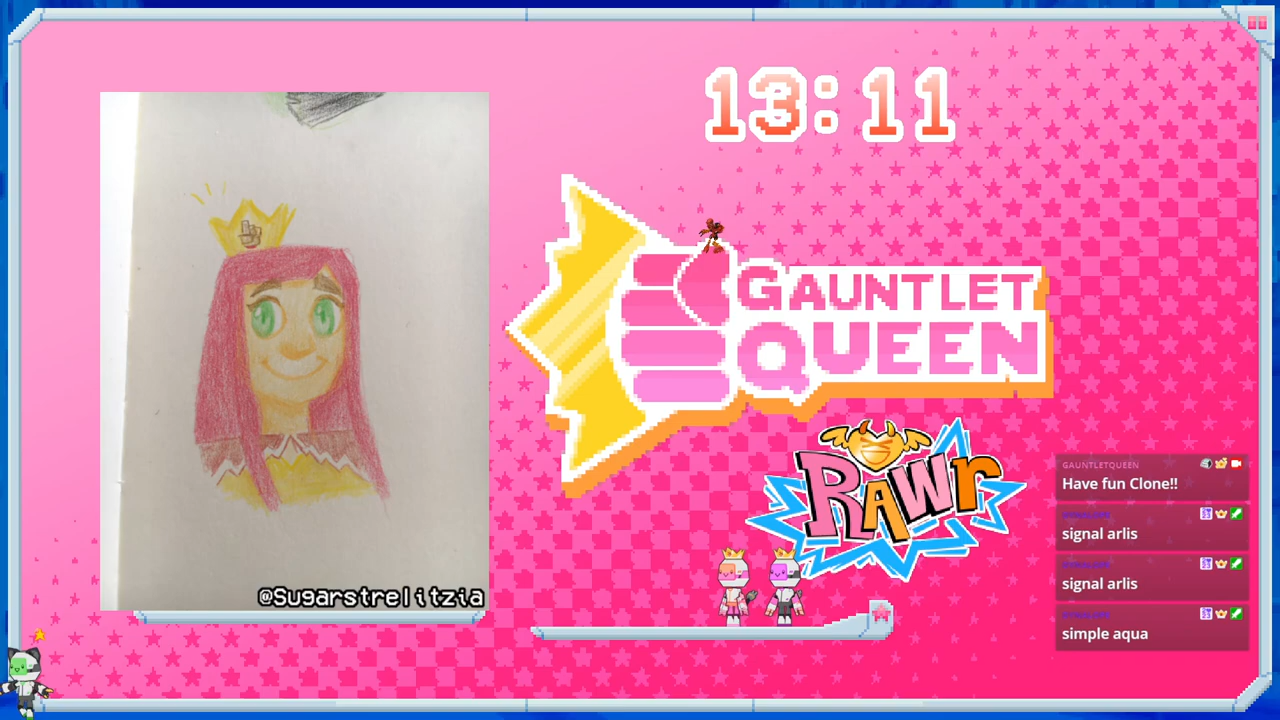 13:11
GAUNTLET
QUEEN
RAWr
@Sugarstrelitzia
GAUNTLETQUEEN
Have fun Clone!!
signal arlis
signal arlis
simple aqua